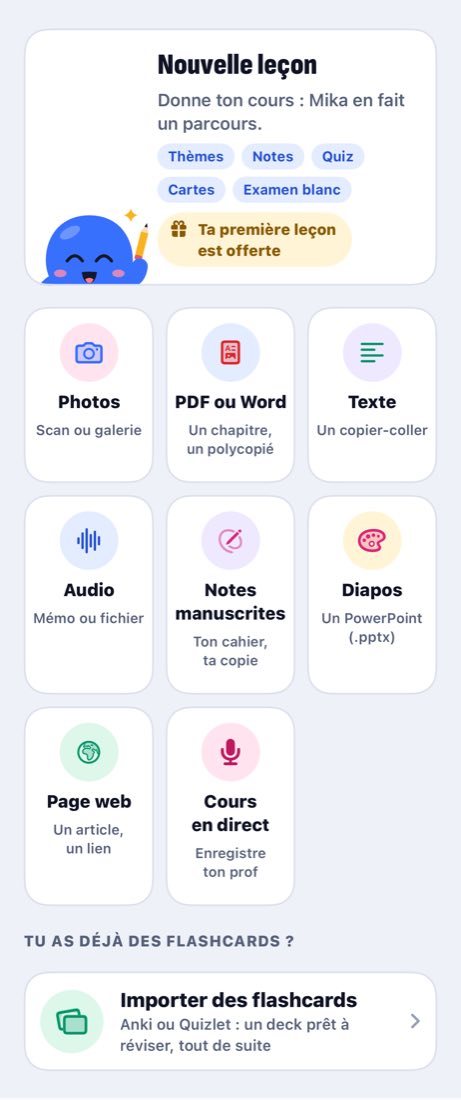 Nouvelle leçon
Donne ton cours : Mika en fait
un parcours.
Thèmes
Notes
Quiz
Cartes
Examen blanc
Ta première leçon
est offerte
Photos
Scan ou galerie
PDF ou Word
Un chapitre,
un polycopié
Texte
Un copier-coller
Audio
Mémo ou fichier
Notes
manuscrites
Ton cahier,
ta copie
Diapos
Un PowerPoint
(.pptx)
Page web
Un article,
un lien
Cours
en direct
Enregistre
ton prof
TU AS DÉJÀ DES FLASHCARDS ?
Importer des flashcards
Anki ou Quizlet : un deck prêt à
réviser, tout de suite